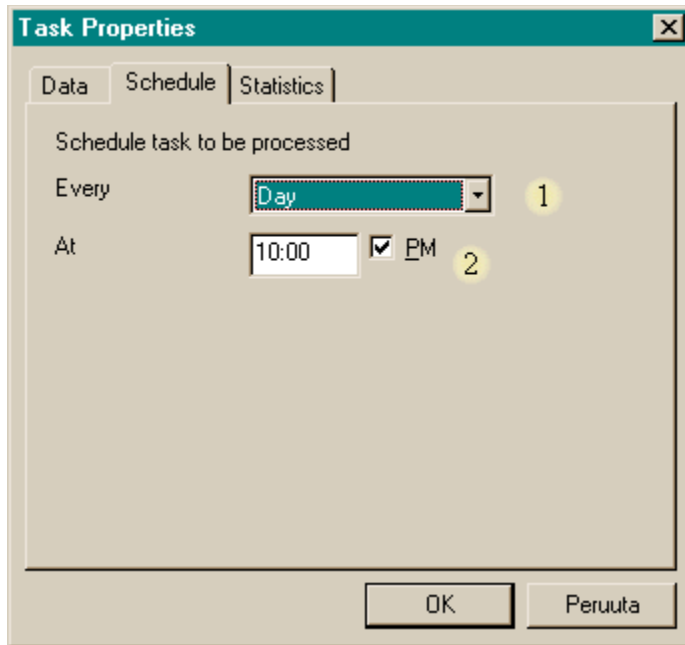 Task Properties
Data Schedule Statistics
Schedule task to be processed
Every Day 1
At 10:00 PM 2
OK Peruuta